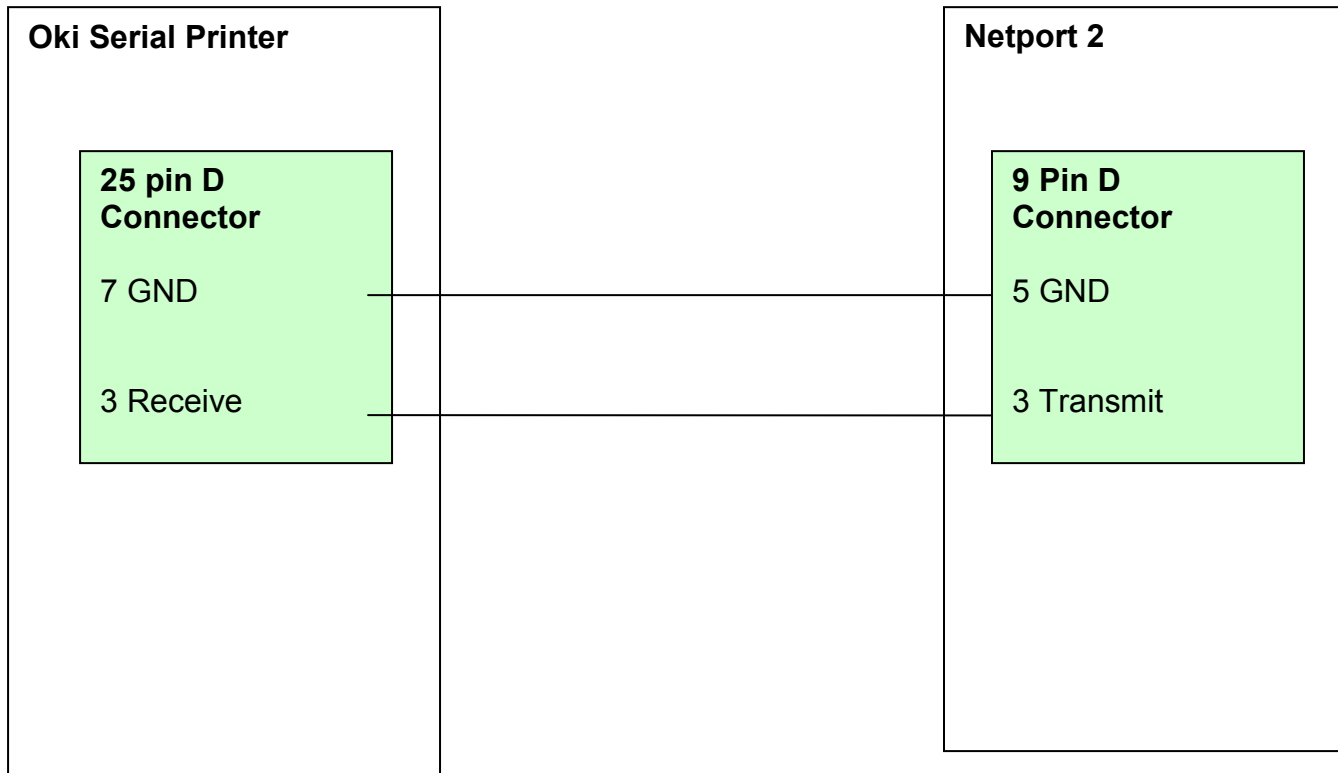 Oki Serial Printer
25 pin D
Connector
7 GND
3 Receive
Netport 2
9 Pin D
Connector
5 GND
3 Transmit